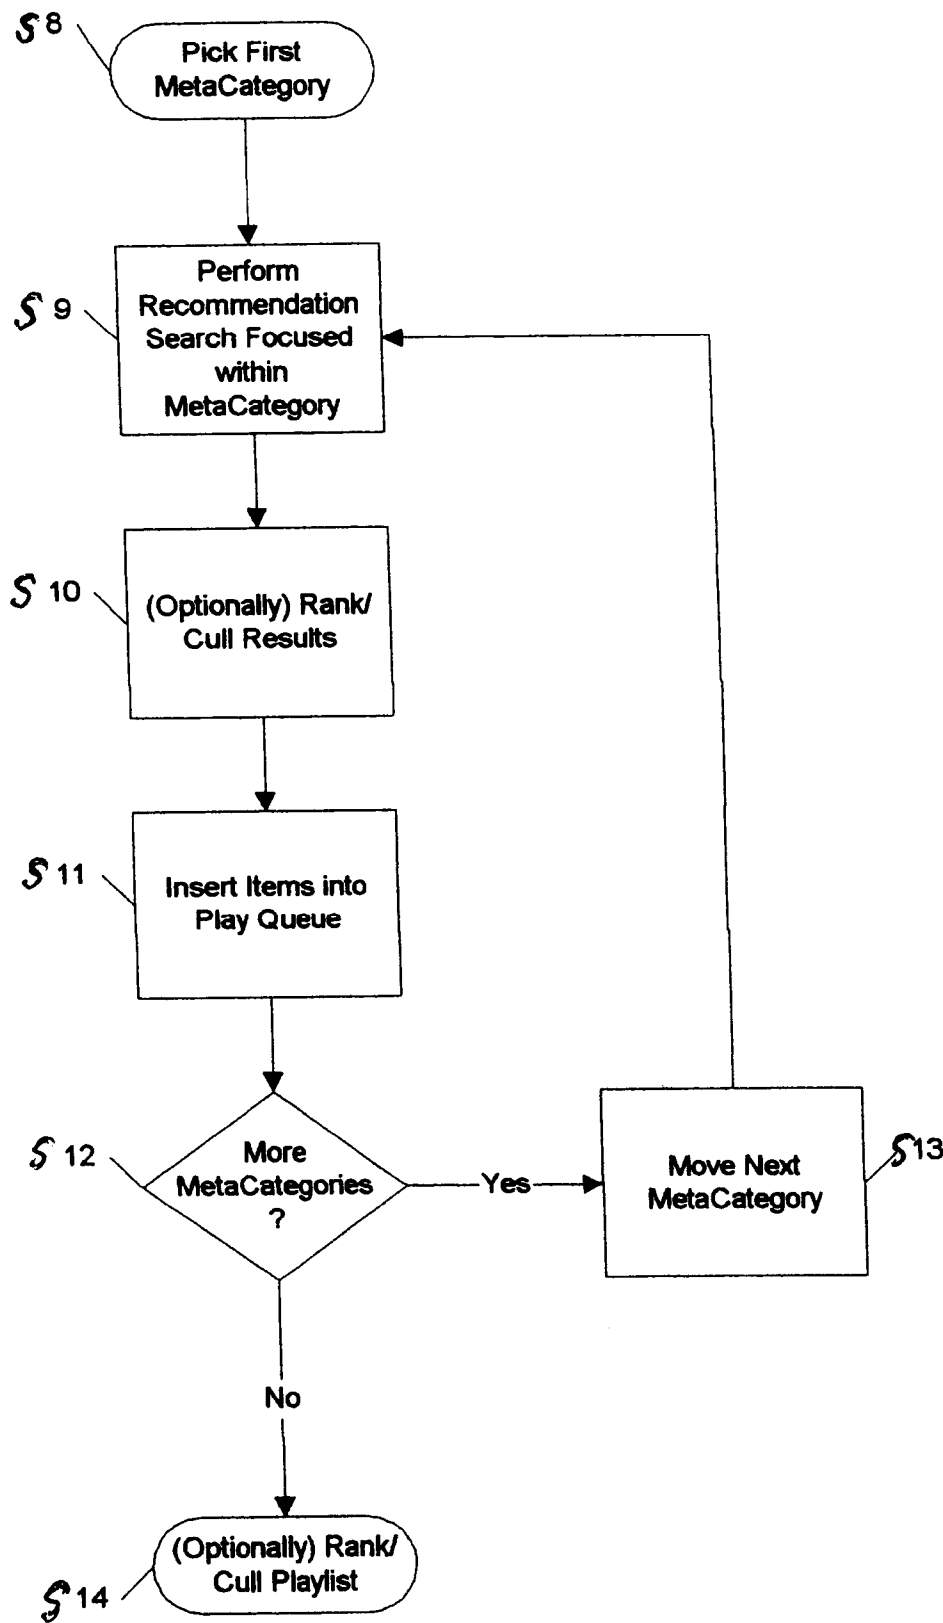 S8
Pick First
MetaCategory
S9
Perform
Recommendation
Search Focused
within
MetaCategory
S10
(Optionally) Rank/
Cull Results
S11
Insert Items into
Play Queue
S12
More
MetaCategories
?
Yes
Move Next
MetaCategory
S13
No
S14
(Optionally) Rank/
Cull Playlist